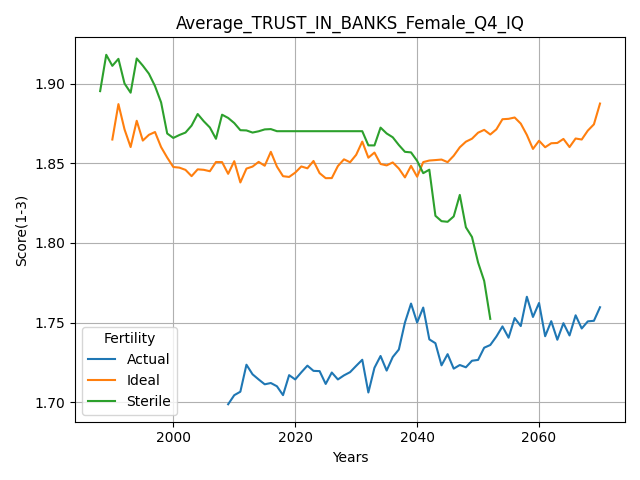 Average_TRUST_IN_BANKS_Female_Q4_IQ
Score(1-3)
1.90
1.85
1.80
1.75
1.70
Fertility
Actual
Ideal
Sterile
2000
2020
2040
2060
Years